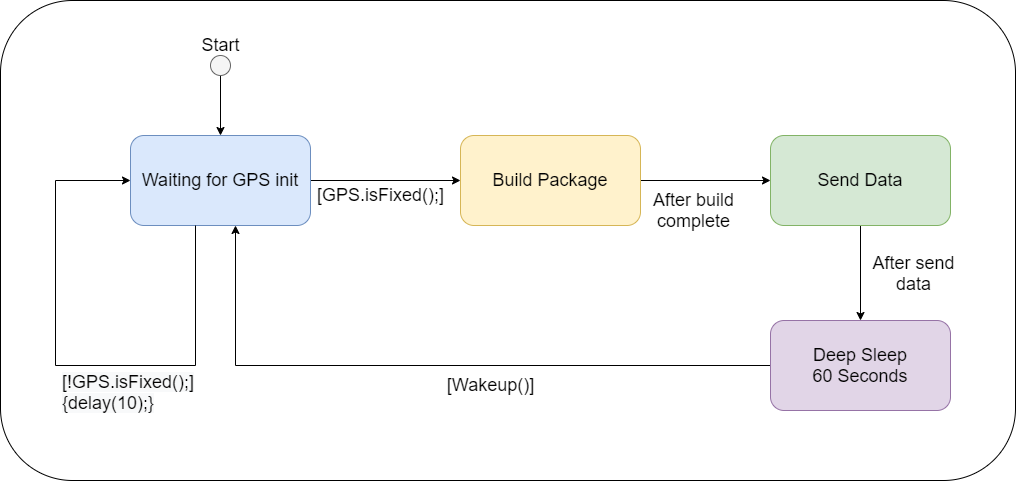 Start
Waiting for GPS init
[GPS.isFixed();]
Build Package
After build
complete
Send Data
After send
data
Deep Sleep
60 Seconds
[Wakeup()]
[!GPS.isFixed();]
{delay(10);}